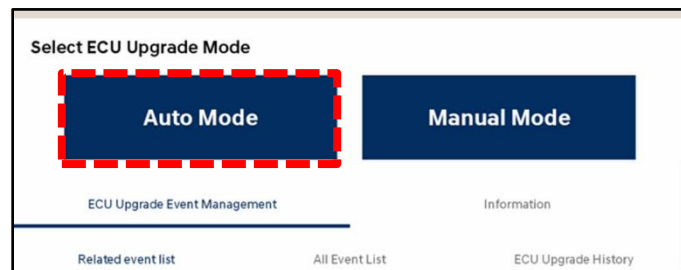 Select ECU Upgrade Mode
Auto Mode Manual Mode
ECU Upgrade Event Management Information
Related event list All Event List ECU Upgrade History